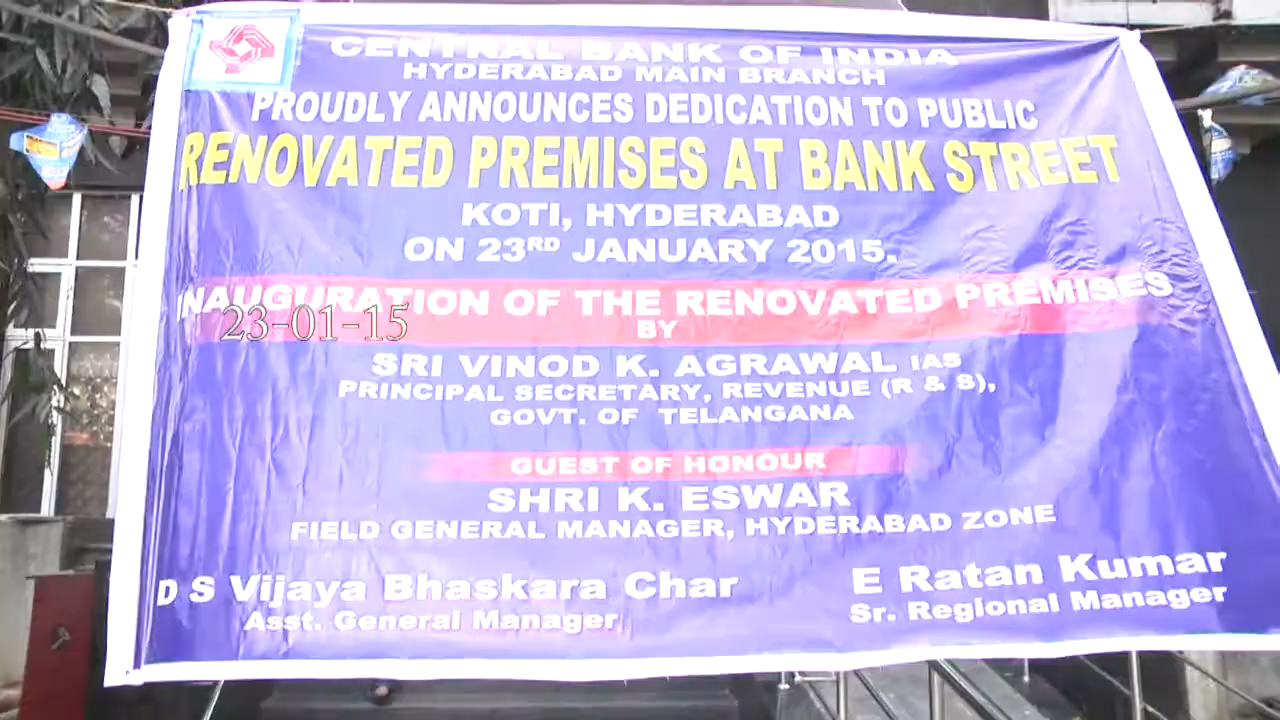 CENTRAL BANK OF INDIA
HYDERABAD MAIN BRANCH
PROUDLY ANNOUNCES DEDICATION TO PUBLIC
RENOVATED PREMISES AT BANK STREET
KOTI, HYDERABAD
ON 23RD JANUARY 2015.
INAUGURATION OF THE RENOVATED PREMISES
23-01-15
BY
SRI VINOD K. AGRAWAL IAS
PRINCIPAL SECRETARY, REVENUE (R & S),
GOVT. OF TELANGANA
GUEST OF HONOUR
SHRI K. ESWAR
FIELD GENERAL MANAGER, HYDERABAD ZONE
D S Vijaya Bhaskara Char
Asst. General Manager
E Ratan Kumar
Sr. Regional Manager